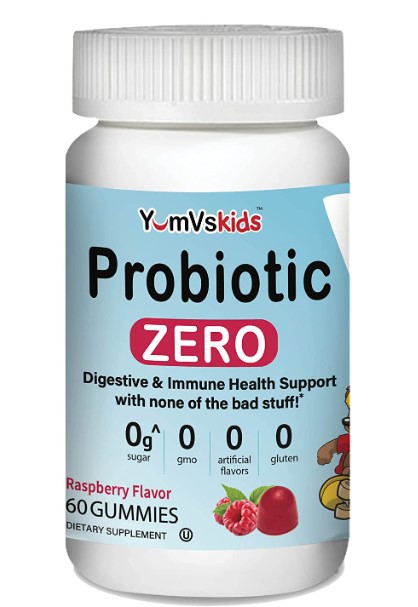 YumVskids™
Probiotic
ZERO
Digestive & Immune Health Support
with none of the bad stuff!*
0g^ 0 0 0
sugar gmo artificial flavors gluten
Raspberry Flavor
60 GUMMIES
DIETARY SUPPLEMENT U